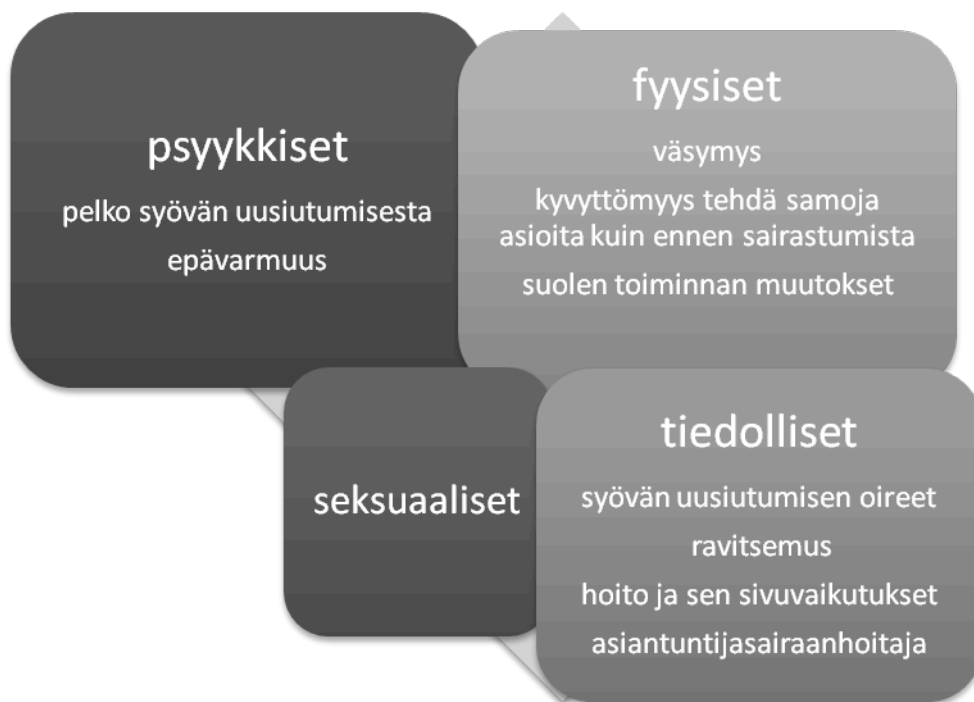 psyykkiset
pelko syövän uusiutumisesta
epävarmuus
fyysiset
väsymys
kyvyttömyys tehdä samoja
asioita kuin ennen sairastumista
suolen toiminnan muutokset
seksuaaliset
tiedolliset
syövän uusiutumisen oireet
ravitsemus
hoito ja sen sivuvaikutukset
asiantuntijasairaanhoitaja